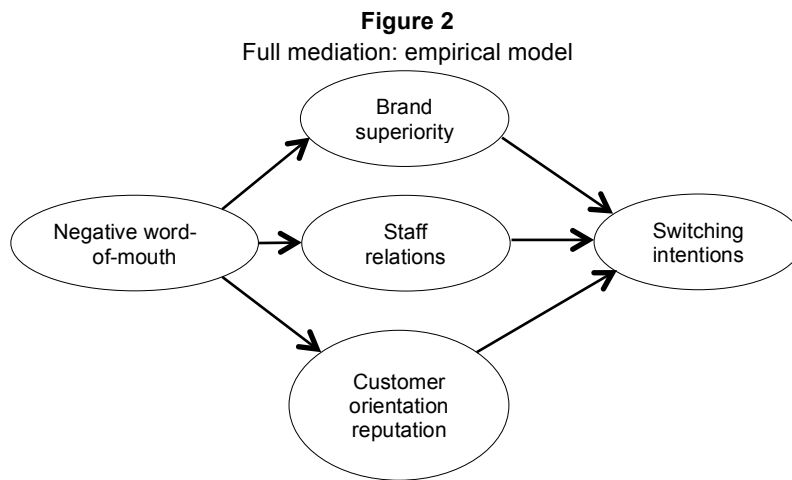 Figure 2
Full mediation: empirical model
Brand
superiority
Negative word-
of-mouth
Staff
relations
Switching
intentions
Customer
orientation
reputation